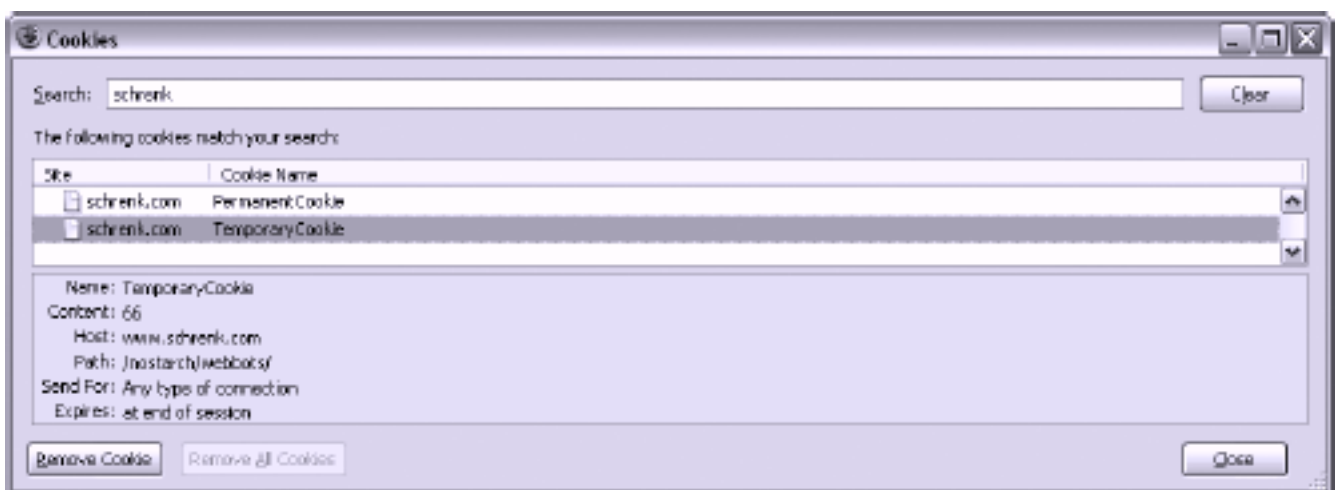 Cookies
Search: schrenk Clear
The following cookies match your search:
Site Cookie Name
schrenk.com PermanentCookie
schrenk.com TemporaryCookie
Name: TemporaryCookie
Content: 66
Host: www.schrenk.com
Path: /nostarch/webbots/
Send For: Any type of connection
Expires: at end of session
Remove Cookie Remove All Cookies Close